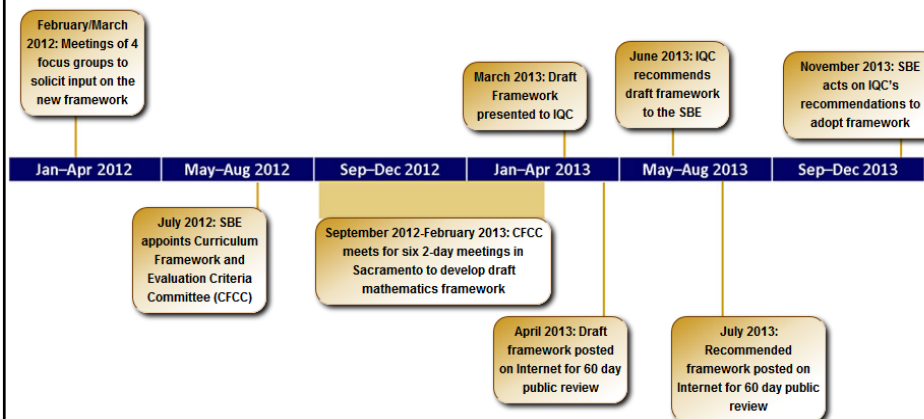 February/March
2012: Meetings of 4
focus groups to
solicit input on the
new framework
March 2013: Draft
Framework
presented to IQC
June 2013: IQC
recommends
draft framework
to the SBE
November 2013: SBE
acts on IQC's
recommendations to
adopt framework
Jan–Apr 2012
May–Aug 2012
Sep–Dec 2012
Jan–Apr 2013
May–Aug 2013
Sep–Dec 2013
July 2012: SBE
appoints Curriculum
Framework and
Evaluation Criteria
Committee (CFCC)
September 2012-February 2013: CFCC
meets for six 2-day meetings in
Sacramento to develop draft
mathematics framework
April 2013: Draft
framework posted
on Internet for 60 day
public review
July 2013:
Recommended
framework posted on
Internet for 60 day public
review